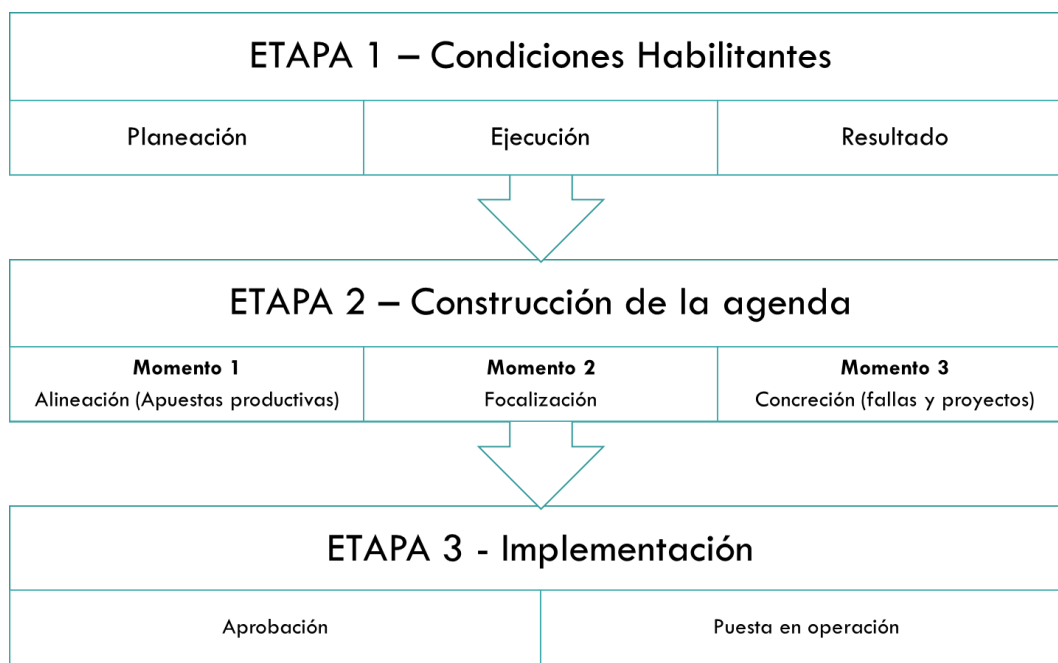 ETAPA 1 – Condiciones Habilitantes
Planeación
Ejecución
Resultado
ETAPA 2 – Construcción de la agenda
Momento 1
Alineación (Apuestas productivas)
Momento 2
Focalización
Momento 3
Concreción (fallas y proyectos)
ETAPA 3 - Implementación
Aprobación
Puesta en operación